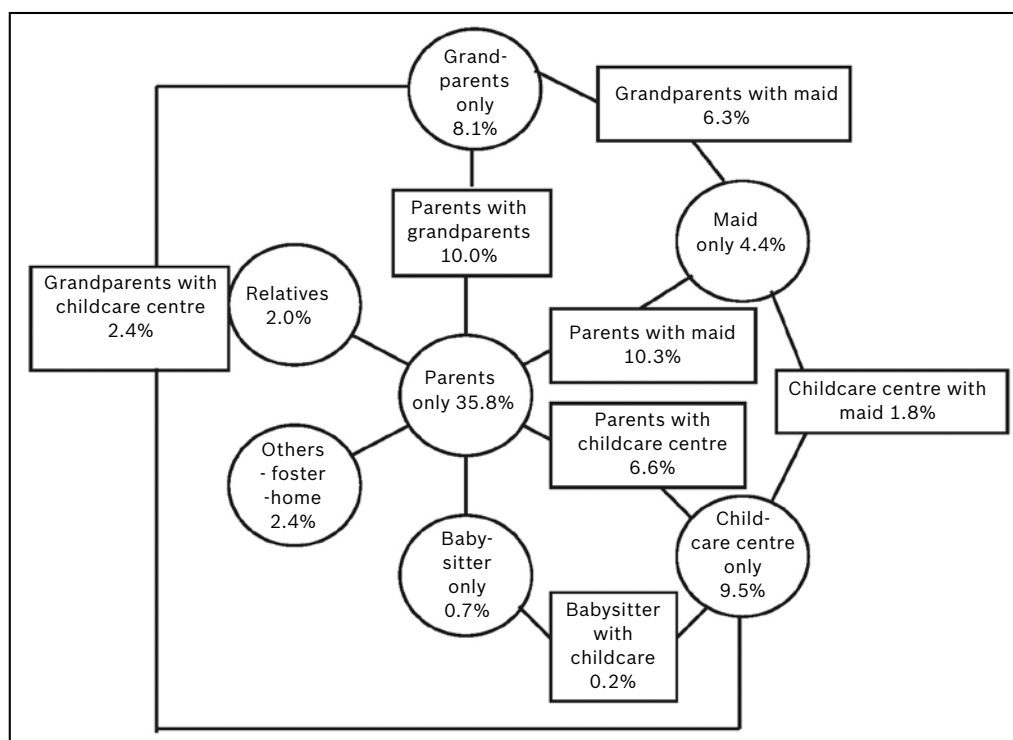 Grand-
parents
only
8.1%
Grandparents with maid
6.3%
Parents with
grandparents
10.0%
Maid
only 4.4%
Grandparents with
childcare centre
2.4%
Relatives
2.0%
Parents with maid
10.3%
Parents
only 35.8%
Childcare centre with
maid 1.8%
Parents with
childcare centre
6.6%
Others
- foster
-home
2.4%
Baby-
sitter
only
0.7%
Child-
care centre
only
9.5%
Babysitter
with
childcare
0.2%